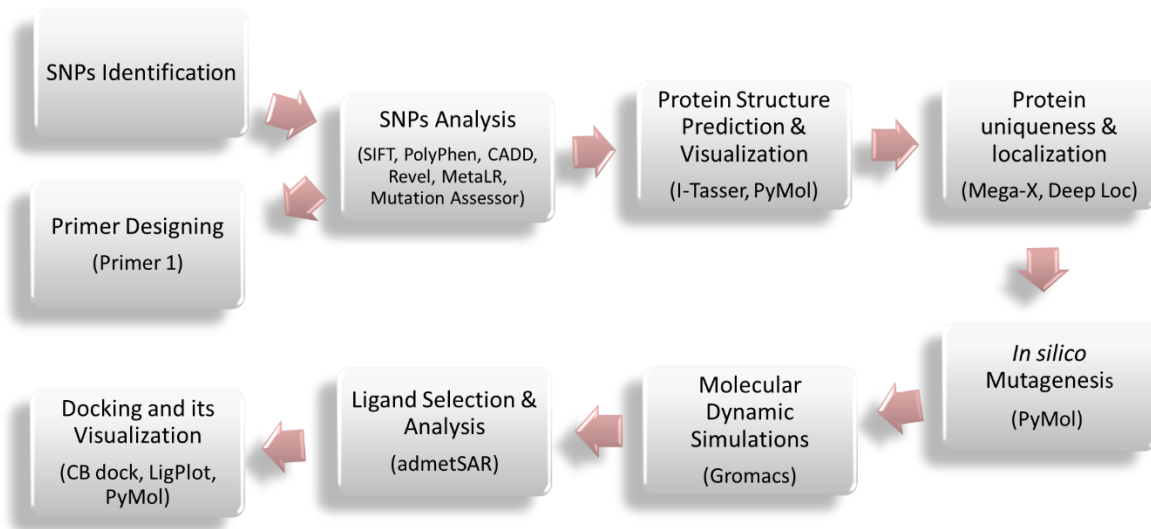 SNPs Identification
SNPs Analysis
(SIFT, PolyPhen, CADD,
Revel, MetaLR,
Mutation Assessor)
Primer Designing
(Primer 1)
Protein Structure
Prediction &
Visualization
(I-Tasser, PyMol)
Protein
uniqueness &
localization
(Mega-X, Deep Loc)
In silico
Mutagenesis
(PyMol)
Molecular
Dynamic
Simulations
(Gromacs)
Ligand Selection &
Analysis
(admetSAR)
Docking and its
Visualization
(CB dock, LigPlot,
PyMol)